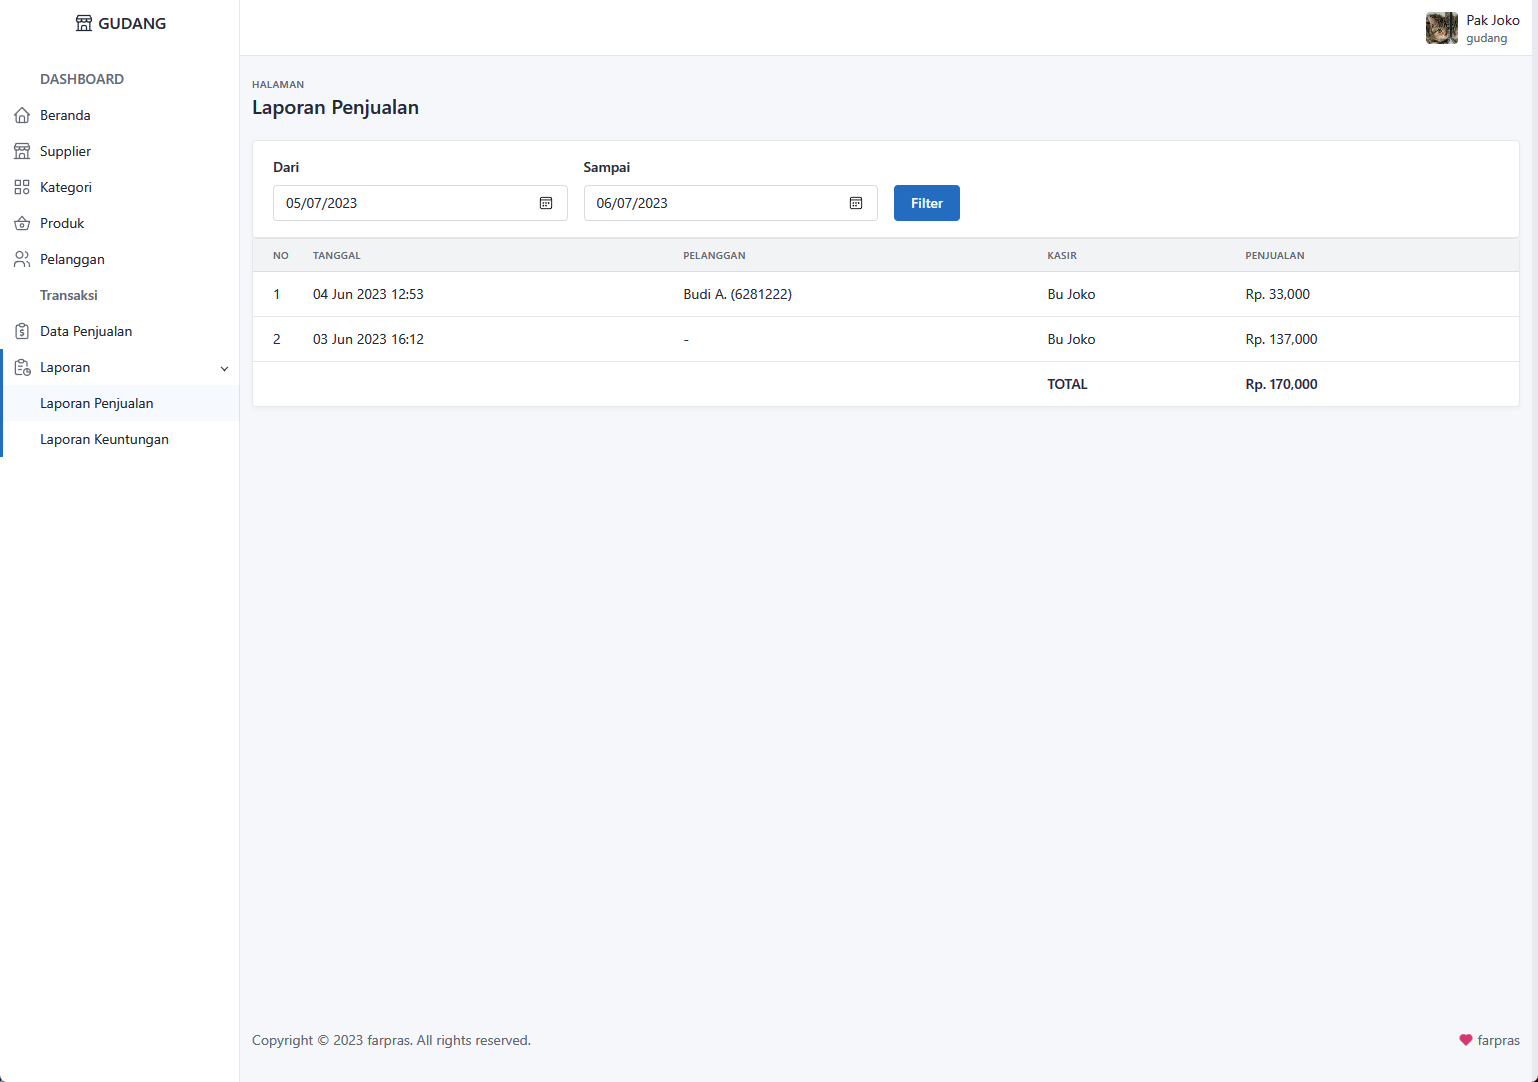 GUDANG
Pak Joko
gudang
DASHBOARD
Beranda
Supplier
Kategori
Produk
Pelanggan
Transaksi
Data Penjualan
Laporan
Laporan Penjualan
Laporan Keuntungan
HALAMAN
Laporan Penjualan
Dari Sampai
05/07/2023 06/07/2023 Filter
NO TANGGAL PELANGGAN KASIR PENJUALAN
1 04 Jun 2023 12:53 Budi A. (6281222) Bu Joko Rp. 33,000
2 03 Jun 2023 16:12 - Bu Joko Rp. 137,000
TOTAL Rp. 170,000
Copyright © 2023 farpras. All rights reserved. farpras